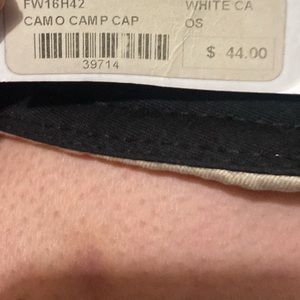 FW16H42 WHITE CA
CAMO CAMP CAP OS
$ 44.00
39714